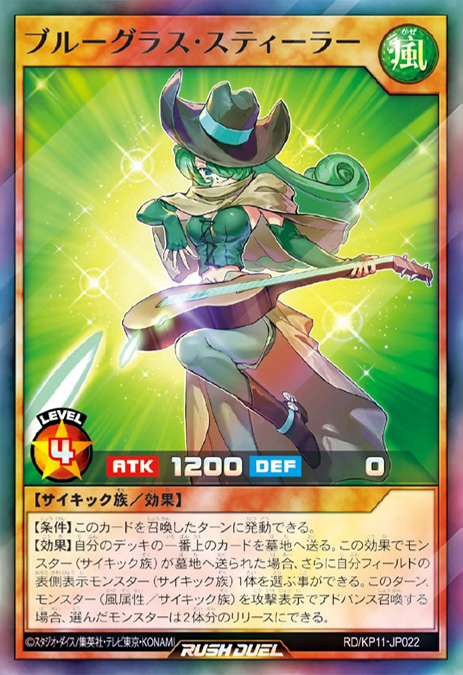 ブルーグラス・スティーラー
かぜ
風
LEVEL
4
ATK 1200 DEF 0
【サイキック族／効果】
【条件】このカードを召喚したターンに発動できる。
【効果】自分のデッキの一番上のカードを墓地へ送る。この効果でモン
スター(サイキック族)が墓地へ送られた場合、さらに自分フィールドの
表側表示モンスター(サイキック族)1体を選ぶ事ができる。このターン、
モンスター(風属性／サイキック族)を攻撃表示でアドバンス召喚する
場合、選んだモンスターは2体分のリリースにできる。
©スタジオ・ダイス/集英社・テレビ東京・KONAMI
RUSH DUEL
RD/KP11-JP022